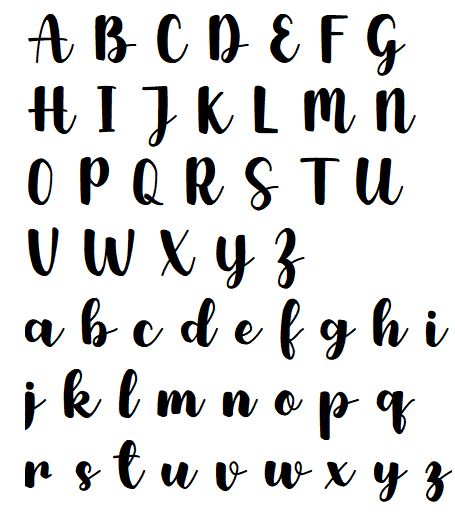 A B C D E F G
H I J K L M N
O P Q R S T U
V W X Y Z
a b c d e f g h i
j k l m n o p q
r s t u v w x y z